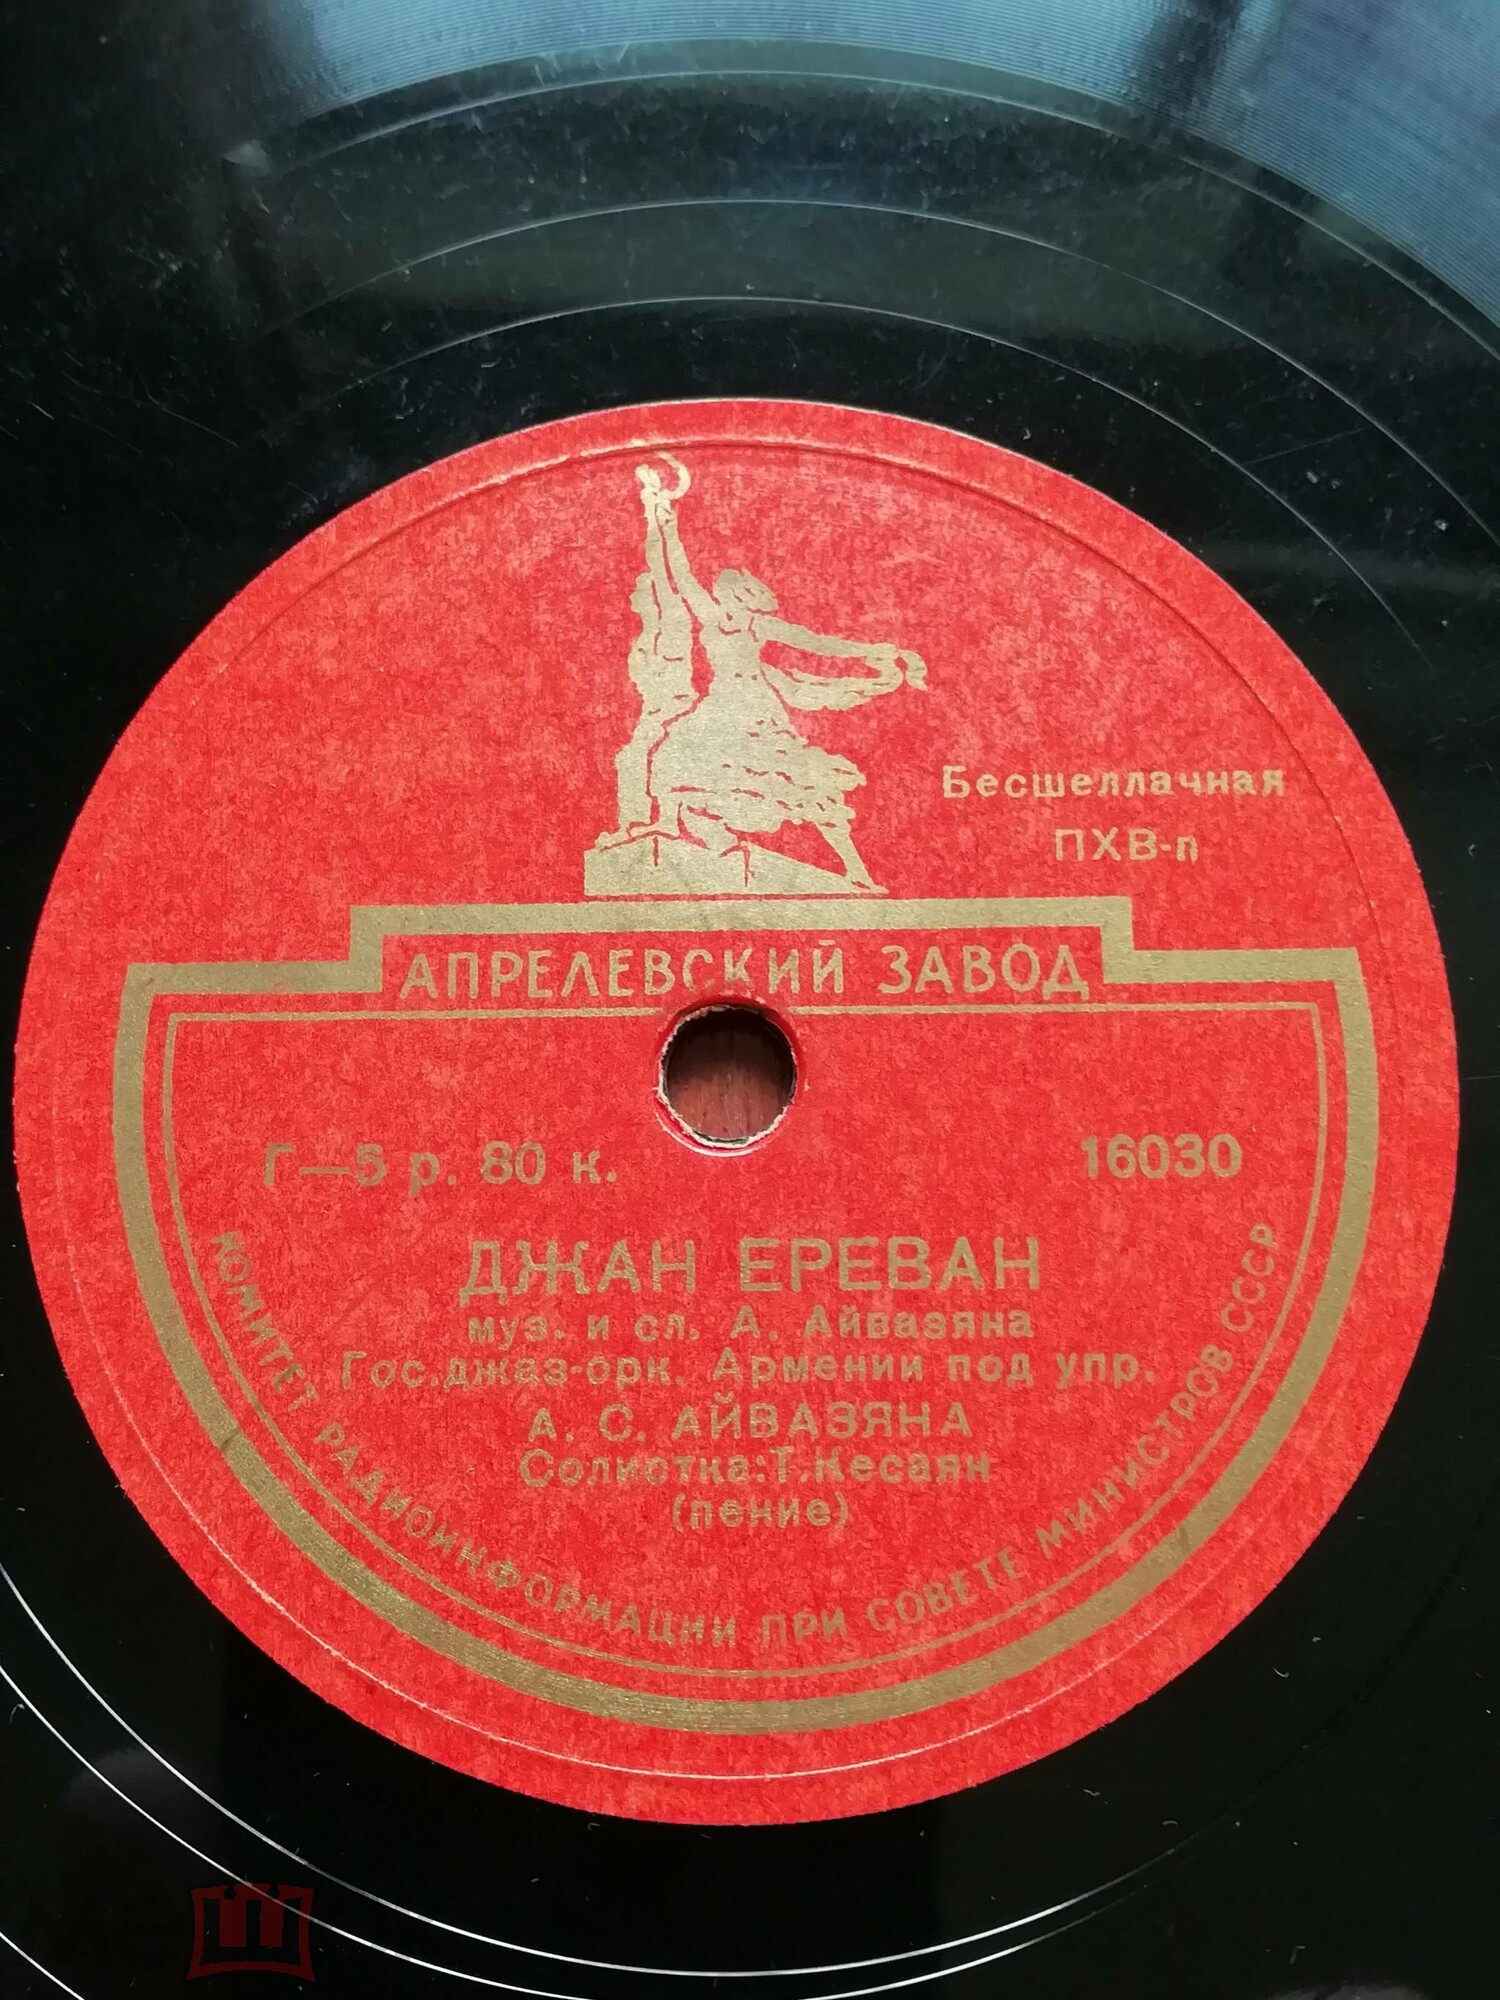 Бесшеллачная
ПХВ-п
АПРЕЛЕВСКИЙ ЗАВОД
Г—5 р. 80 к.
16030
ДЖАН ЕРЕВАН
муз. и сл. А. Айвазяна
Гос.джаз-орк. Армении под упр.
А. С. АЙВАЗЯНА
Солистка:Т.Кесаян
(пение)
КОМИТЕТ РАДИОИНФОРМАЦИИ ПРИ СОВЕТЕ МИНИСТРОВ СССР
мешок